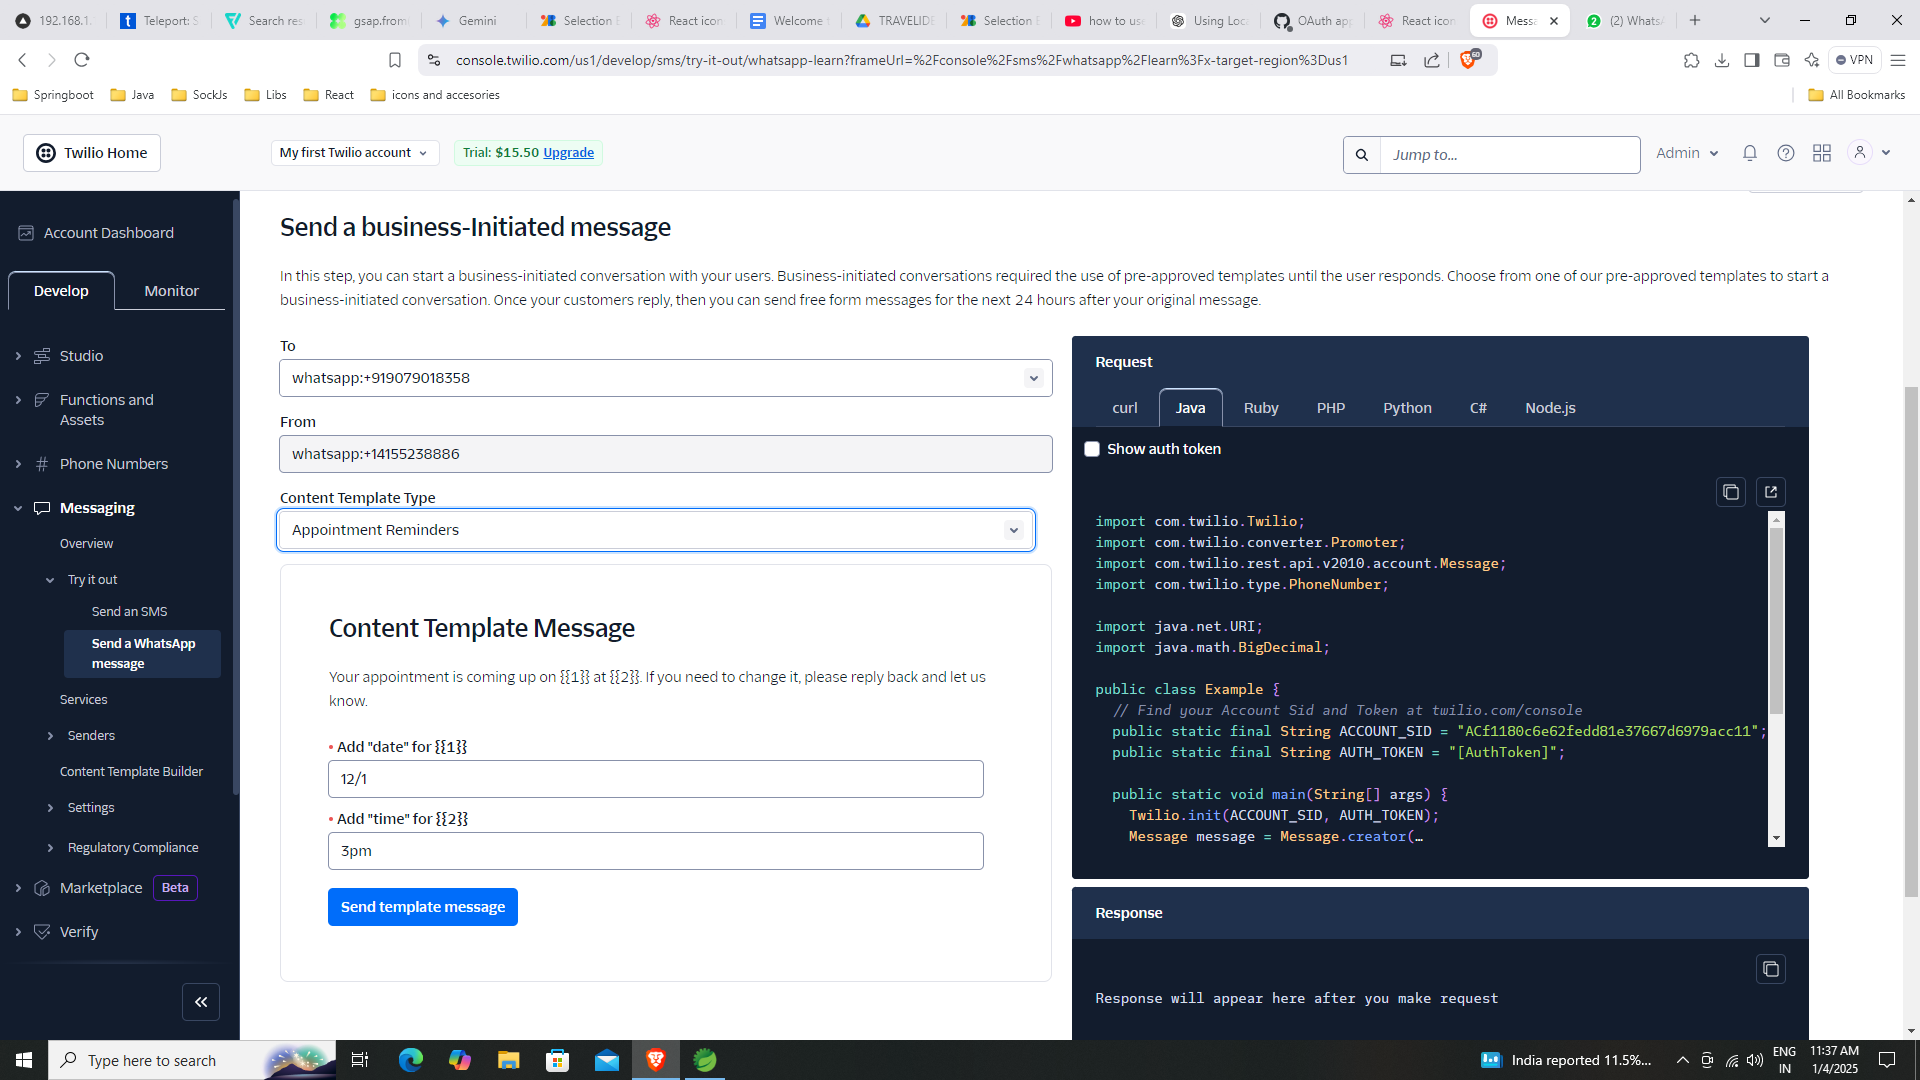 192.168.1.
Teleport: S
Search res
gsap.from(
Gemini
Selection E
React icon
Welcome t
TRAVELIDE
Selection E
how to use
Using Loca
OAuth app
React icon
Messa
(2) WhatsA
console.twilio.com/us1/develop/sms/try-it-out/whatsapp-learn?frameUrl=%2Fconsole%2Fsms%2Fwhatsapp%2Flearn%3Fx-target-region%3Dus1
60
VPN
Springboot
Java
SockJs
Libs
React
icons and accesories
All Bookmarks
Twilio Home
My first Twilio account
Trial: $15.50 Upgrade
Jump to...
Admin
Account Dashboard
Develop
Monitor
Studio
Functions and
Assets
Phone Numbers
Messaging
Overview
Try it out
Send an SMS
Send a WhatsApp
message
Services
Senders
Content Template Builder
Settings
Regulatory Compliance
Marketplace Beta
Verify
Send a business-Initiated message
In this step, you can start a business-initiated conversation with your users. Business-initiated conversations required the use of pre-approved templates until the user responds. Choose from one of our pre-approved templates to start a
business-initiated conversation. Once your customers reply, then you can send free form messages for the next 24 hours after your original message.
To
whatsapp:+919079018358
From
whatsapp:+14155238886
Content Template Type
Appointment Reminders
Content Template Message
Your appointment is coming up on {{1}} at {{2}}. If you need to change it, please reply back and let us
know.
• Add "date" for {{1}}
12/1
• Add "time" for {{2}}
3pm
Send template message
Request
curl
Java
Ruby
PHP
Python
C#
Node.js
Show auth token
import com.twilio.Twilio;
import com.twilio.converter.Promoter;
import com.twilio.rest.api.v2010.account.Message;
import com.twilio.type.PhoneNumber;
import java.net.URI;
import java.math.BigDecimal;
public class Example {
// Find your Account Sid and Token at twilio.com/console
public static final String ACCOUNT_SID = "ACf1180c6e62fedd81e37667d6979acc11";
public static final String AUTH_TOKEN = "[AuthToken]";
public static void main(String[] args) {
Twilio.init(ACCOUNT_SID, AUTH_TOKEN);
Message message = Message.creator(…
Response
Response will appear here after you make request
Type here to search
India reported 11.5%...
ENG
IN
11:37 AM
1/4/2025